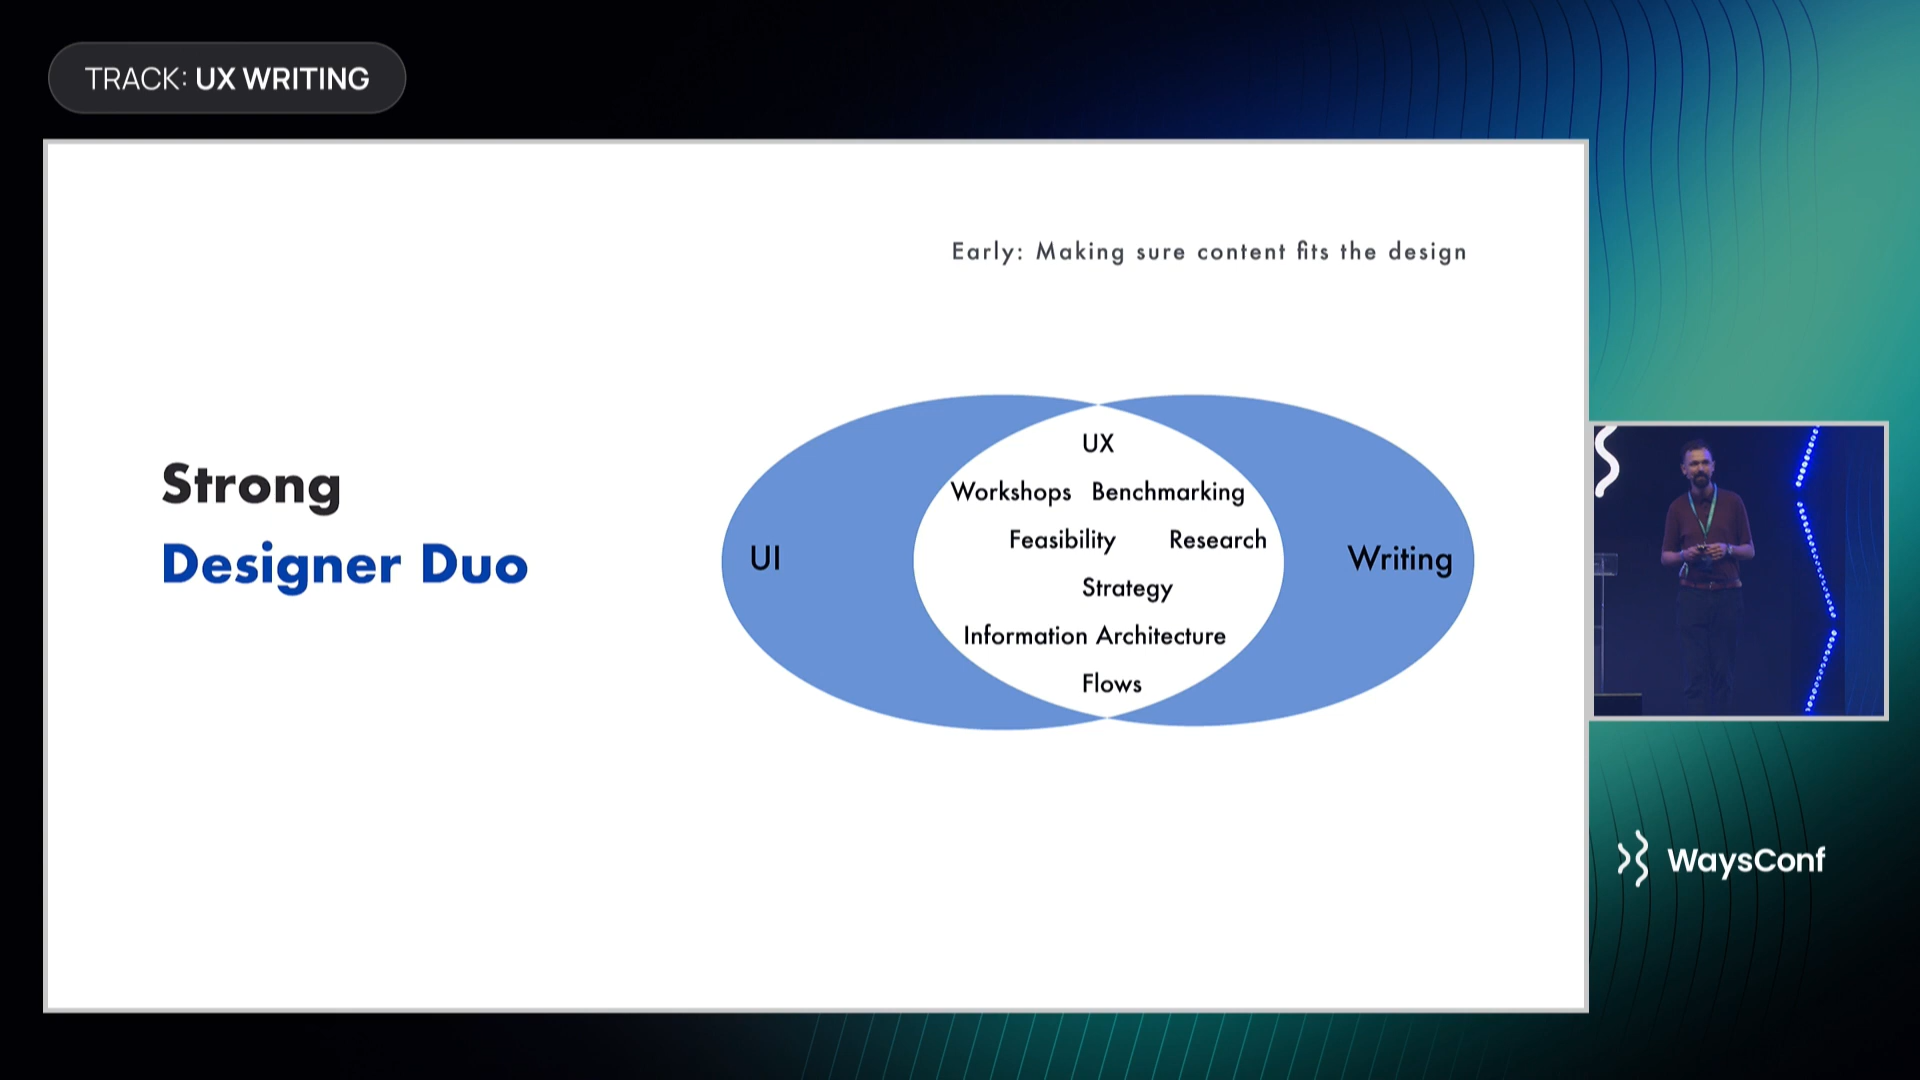 TRACK: UX WRITING
Early: Making sure content fits the design
Strong
Designer Duo
UI
UX
Workshops Benchmarking
Feasibility Research
Strategy
Information Architecture
Flows
Writing
WaysConf